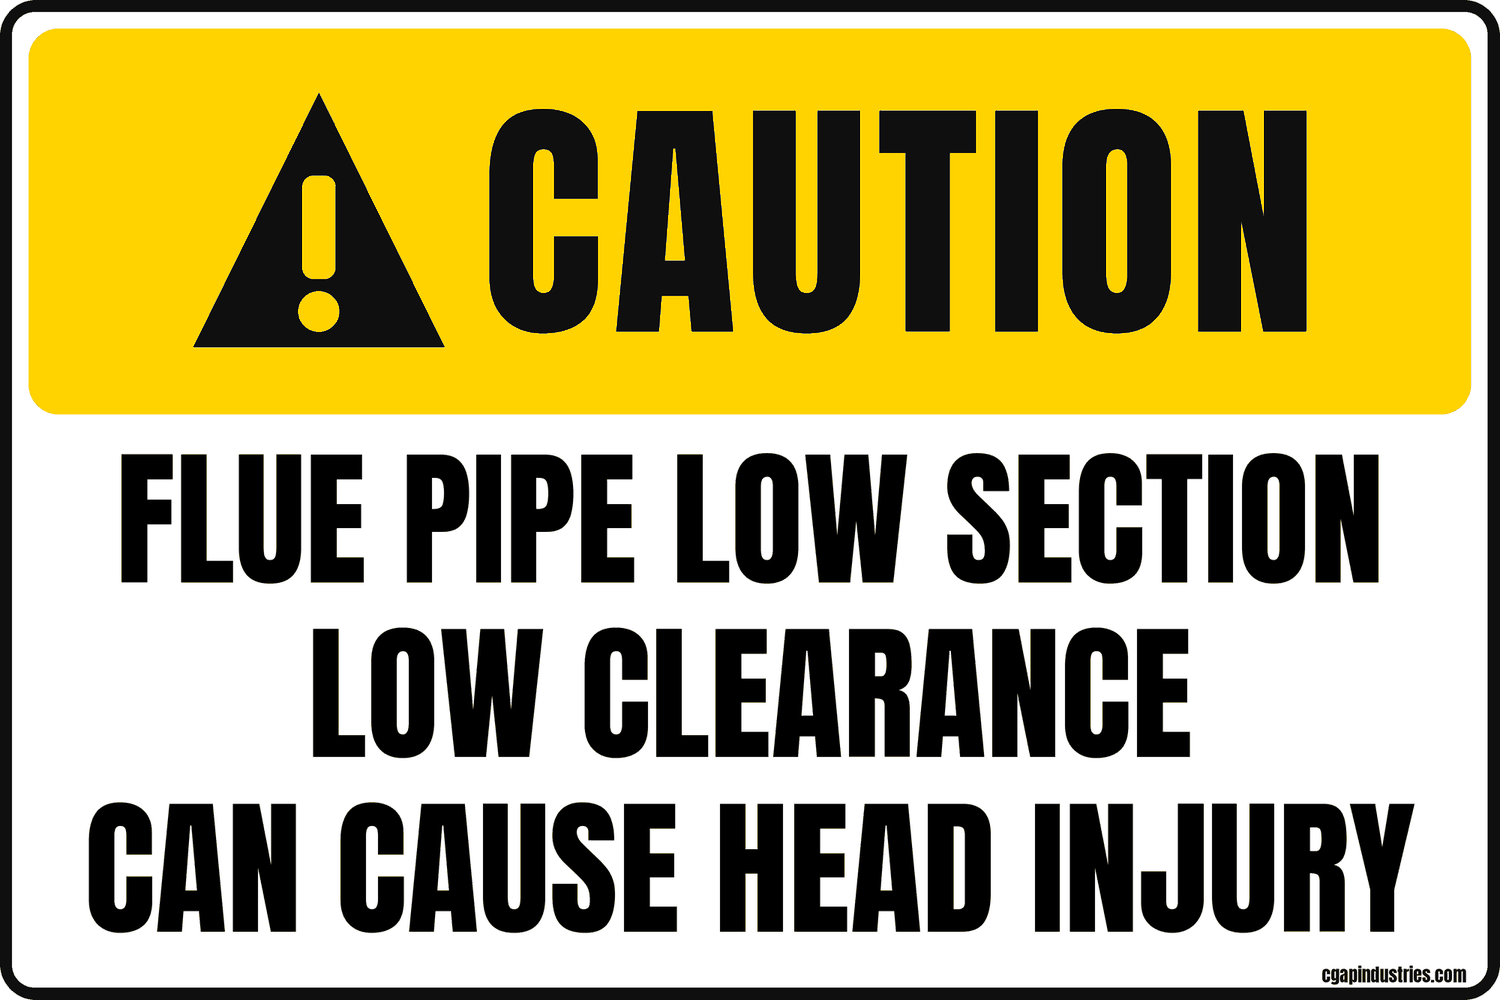 CAUTION
FLUE PIPE LOW SECTION
LOW CLEARANCE
CAN CAUSE HEAD INJURY
cgapindustries.com